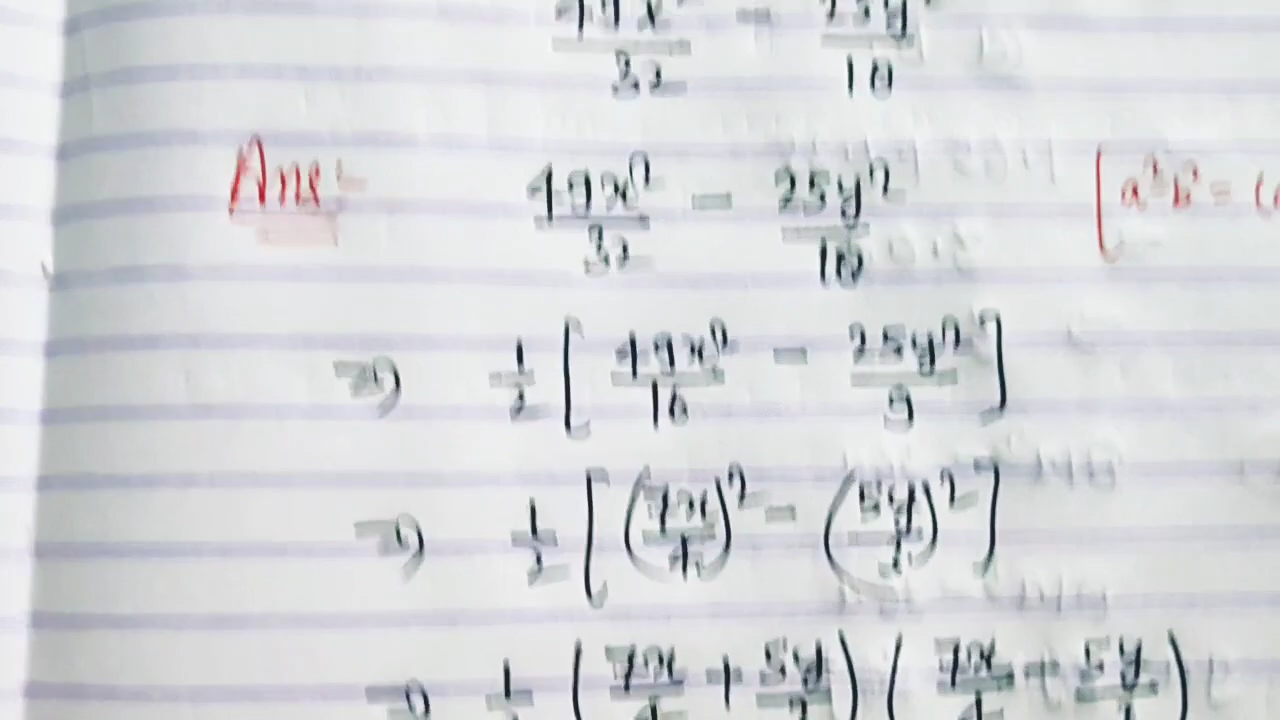 49x² / 32 - 25y² / 18
Ans:- 49x² / 32 - 25y² / 18 [a²-b² = (
⇒ 1/2 [ 49x² / 16 - 25y² / 9 ]
⇒ 1/2 [ (7x / 4)² - (5y / 3)² ]
⇒ 1/2 ( 7x / 4 + 5y / 3 ) ( 7x / 4 - 5y